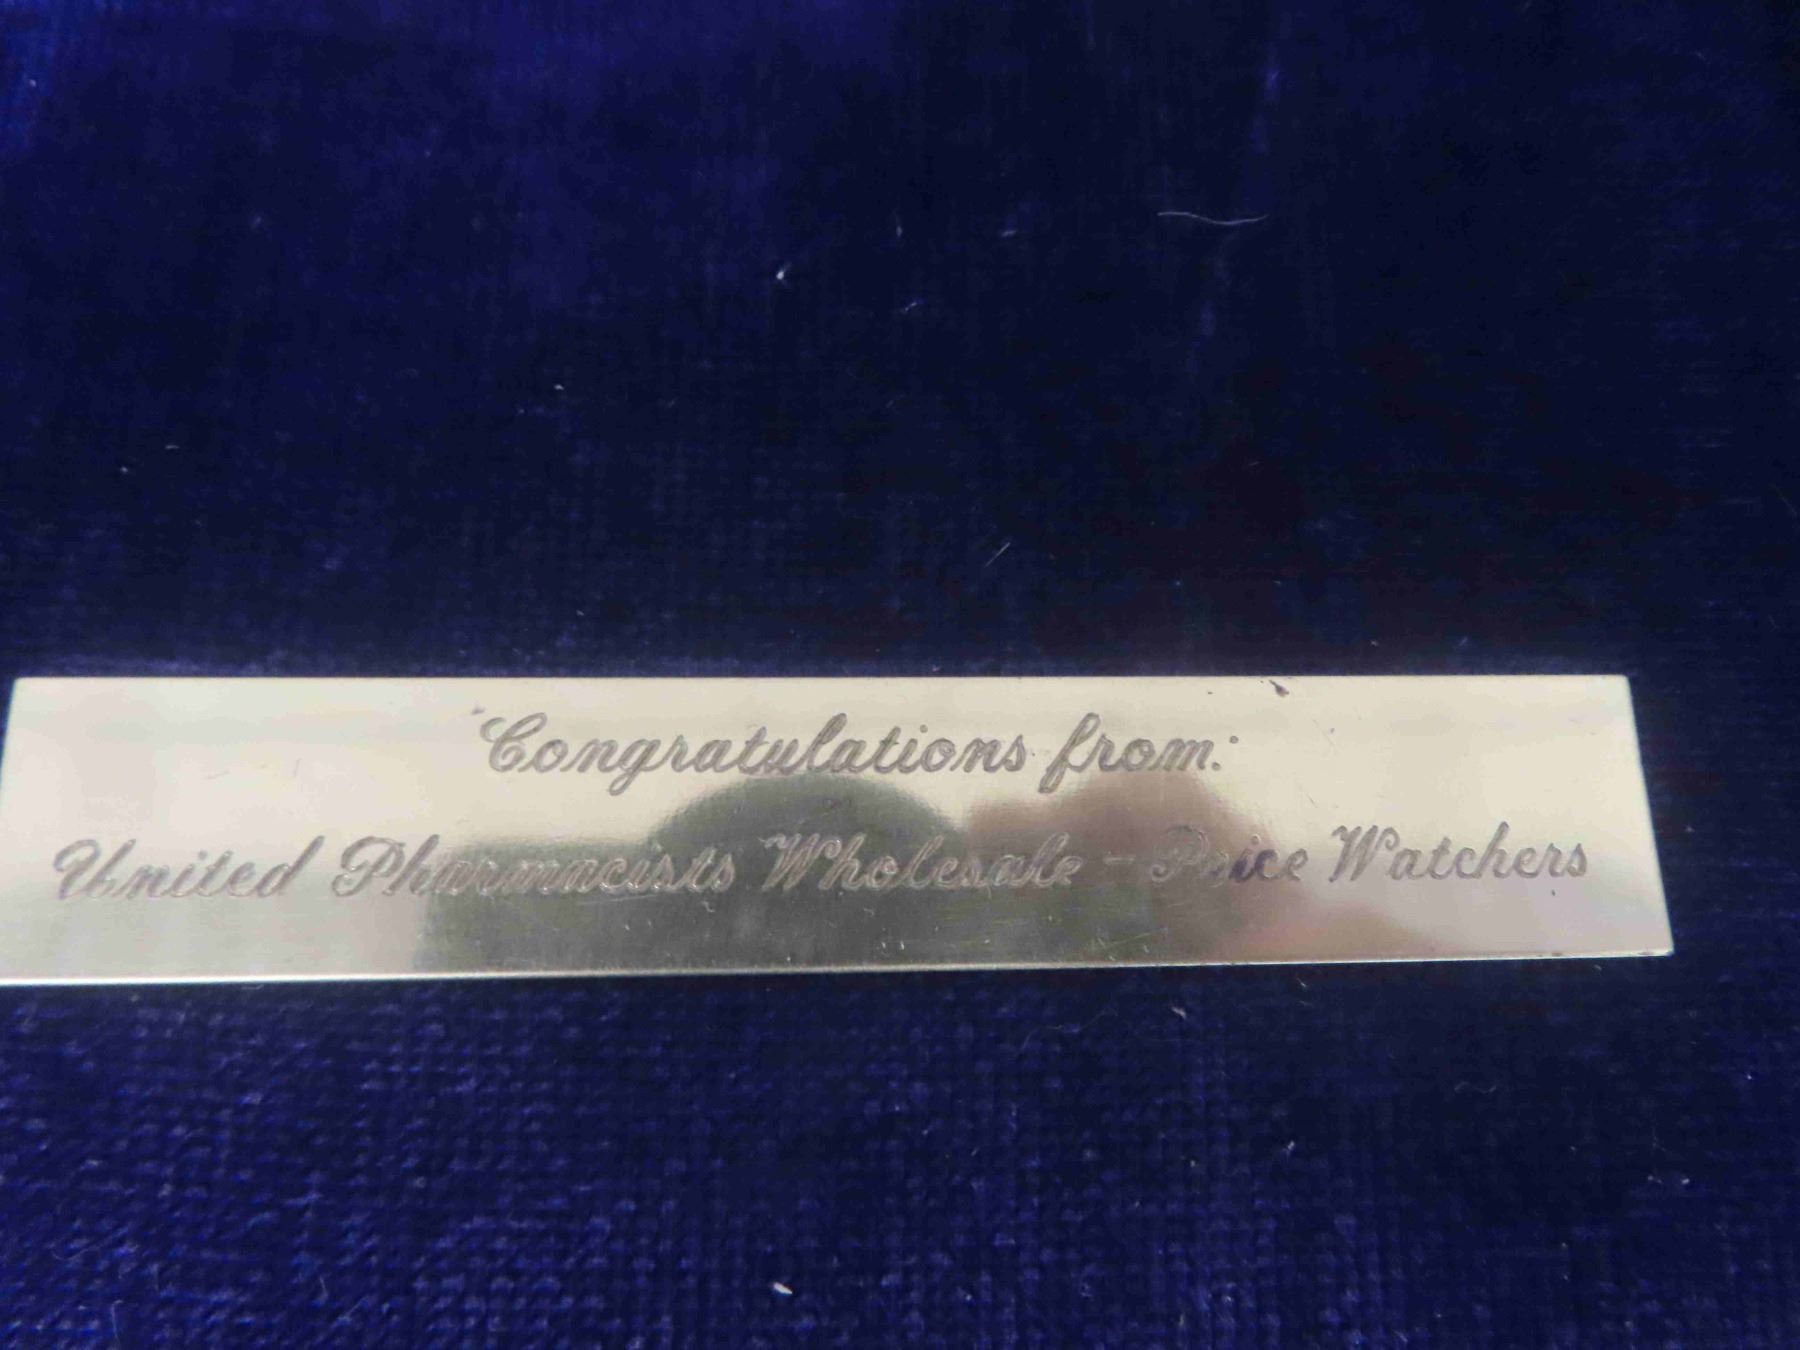 Congratulations from:
United Pharmacists Wholesale - Price Watchers